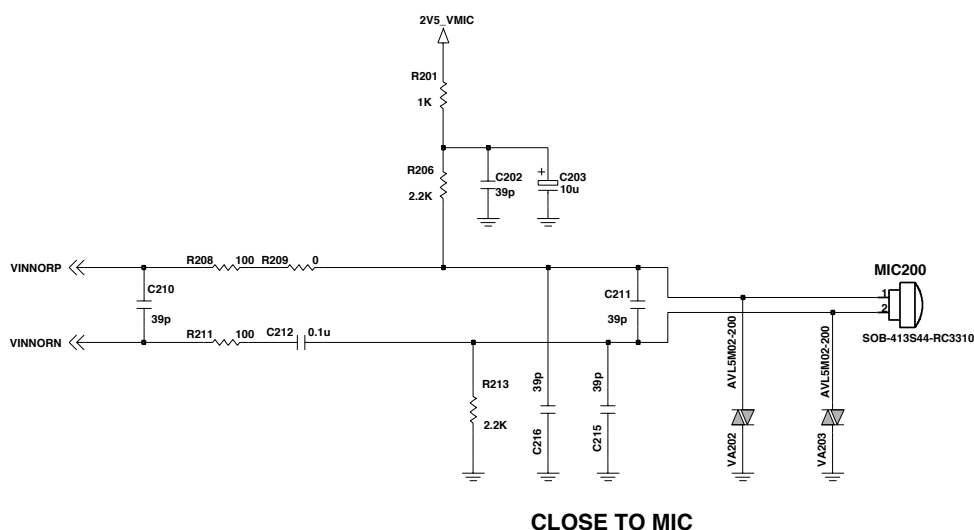 2V5_VMIC
R201
1K
R206
2.2K
C202
39p
+
C203
10u
VINNORP
R208
100
R209
0
C210
39p
VINNORN
R211
100
C212
0.1u
C211
39p
MIC200
1
2
SOB-413S44-RC3310
R213
2.2K
39p
C216
39p
C215
AVL5M02-200
VA202
AVL5M02-200
VA203
CLOSE TO MIC